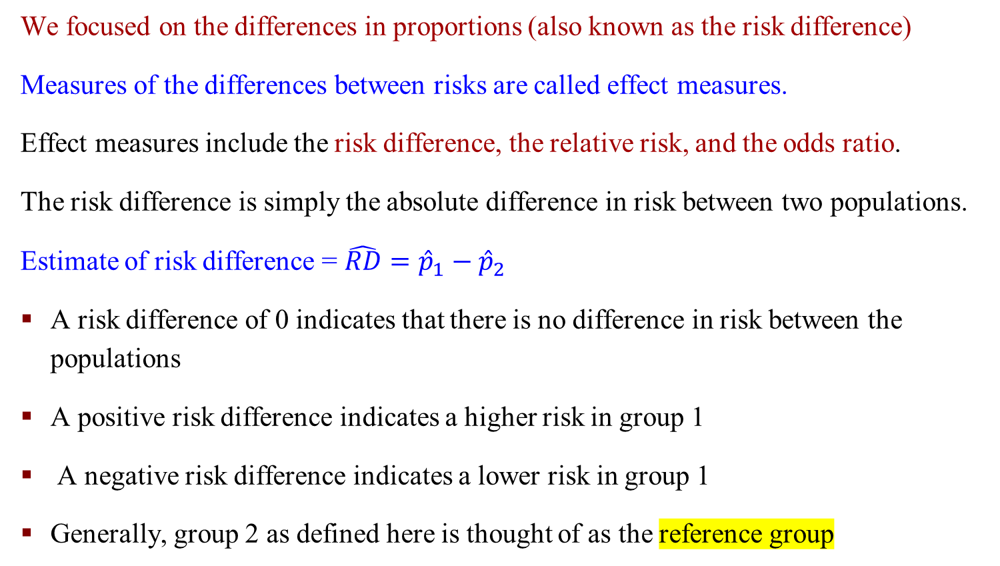 We focused on the differences in proportions (also known as the risk difference)
Measures of the differences between risks are called effect measures.
Effect measures include the risk difference, the relative risk, and the odds ratio.
The risk difference is simply the absolute difference in risk between two populations.
Estimate of risk difference = \widehat{RD} = p̂₁ − p̂₂
▪ A risk difference of 0 indicates that there is no difference in risk between the
populations
▪ A positive risk difference indicates a higher risk in group 1
▪ A negative risk difference indicates a lower risk in group 1
▪ Generally, group 2 as defined here is thought of as the reference group